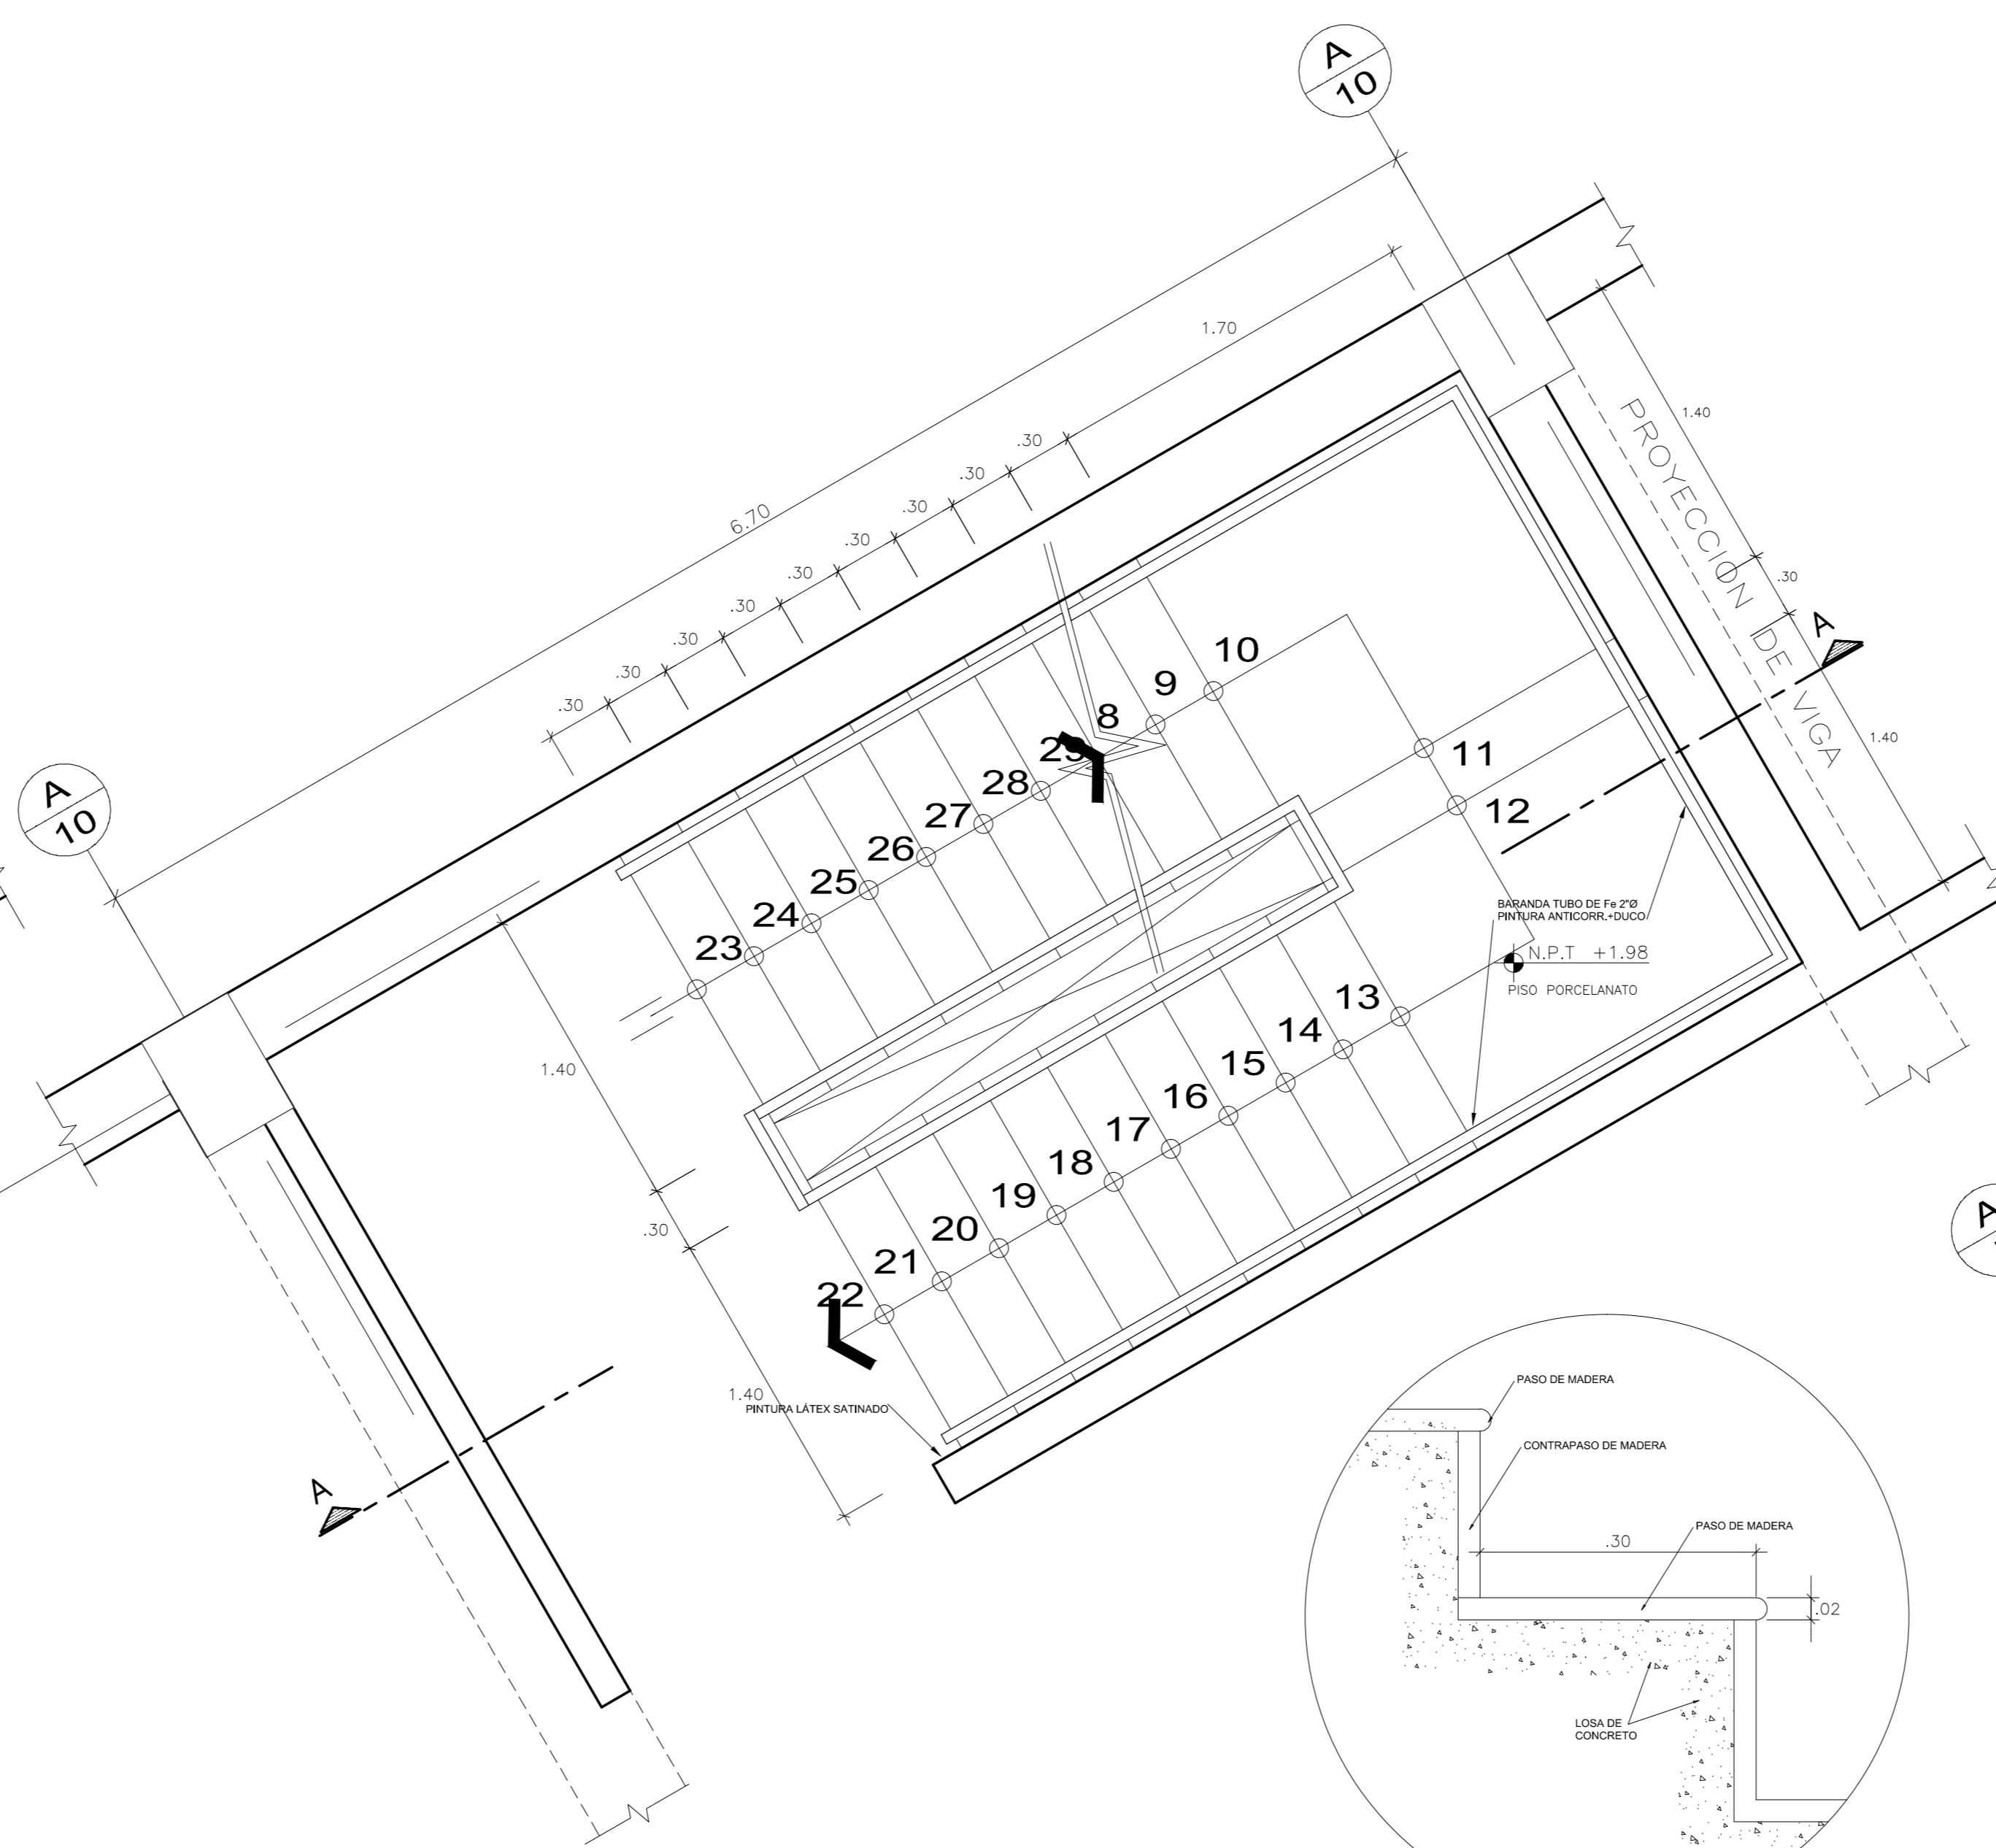 A
10
6.70
1.70
.30
.30
.30
.30
.30
.30
.30
.30
.30
.30
1.40
PROYECCION DE VIGA
.30
A
1.40
A
10
8
9
10
11
12
29
28
27
26
25
24
23
BARANDA TUBO DE Fe 2"Ø
PINTURA ANTICORR.+DUCO
N.P.T +1.98
PISO PORCELANATO
13
14
15
16
17
18
19
20
21
22
1.40
.30
1.40
PINTURA LÁTEX SATINADO
A
A
PASO DE MADERA
CONTRAPASO DE MADERA
PASO DE MADERA
.30
.02
LOSA DE
CONCRETO